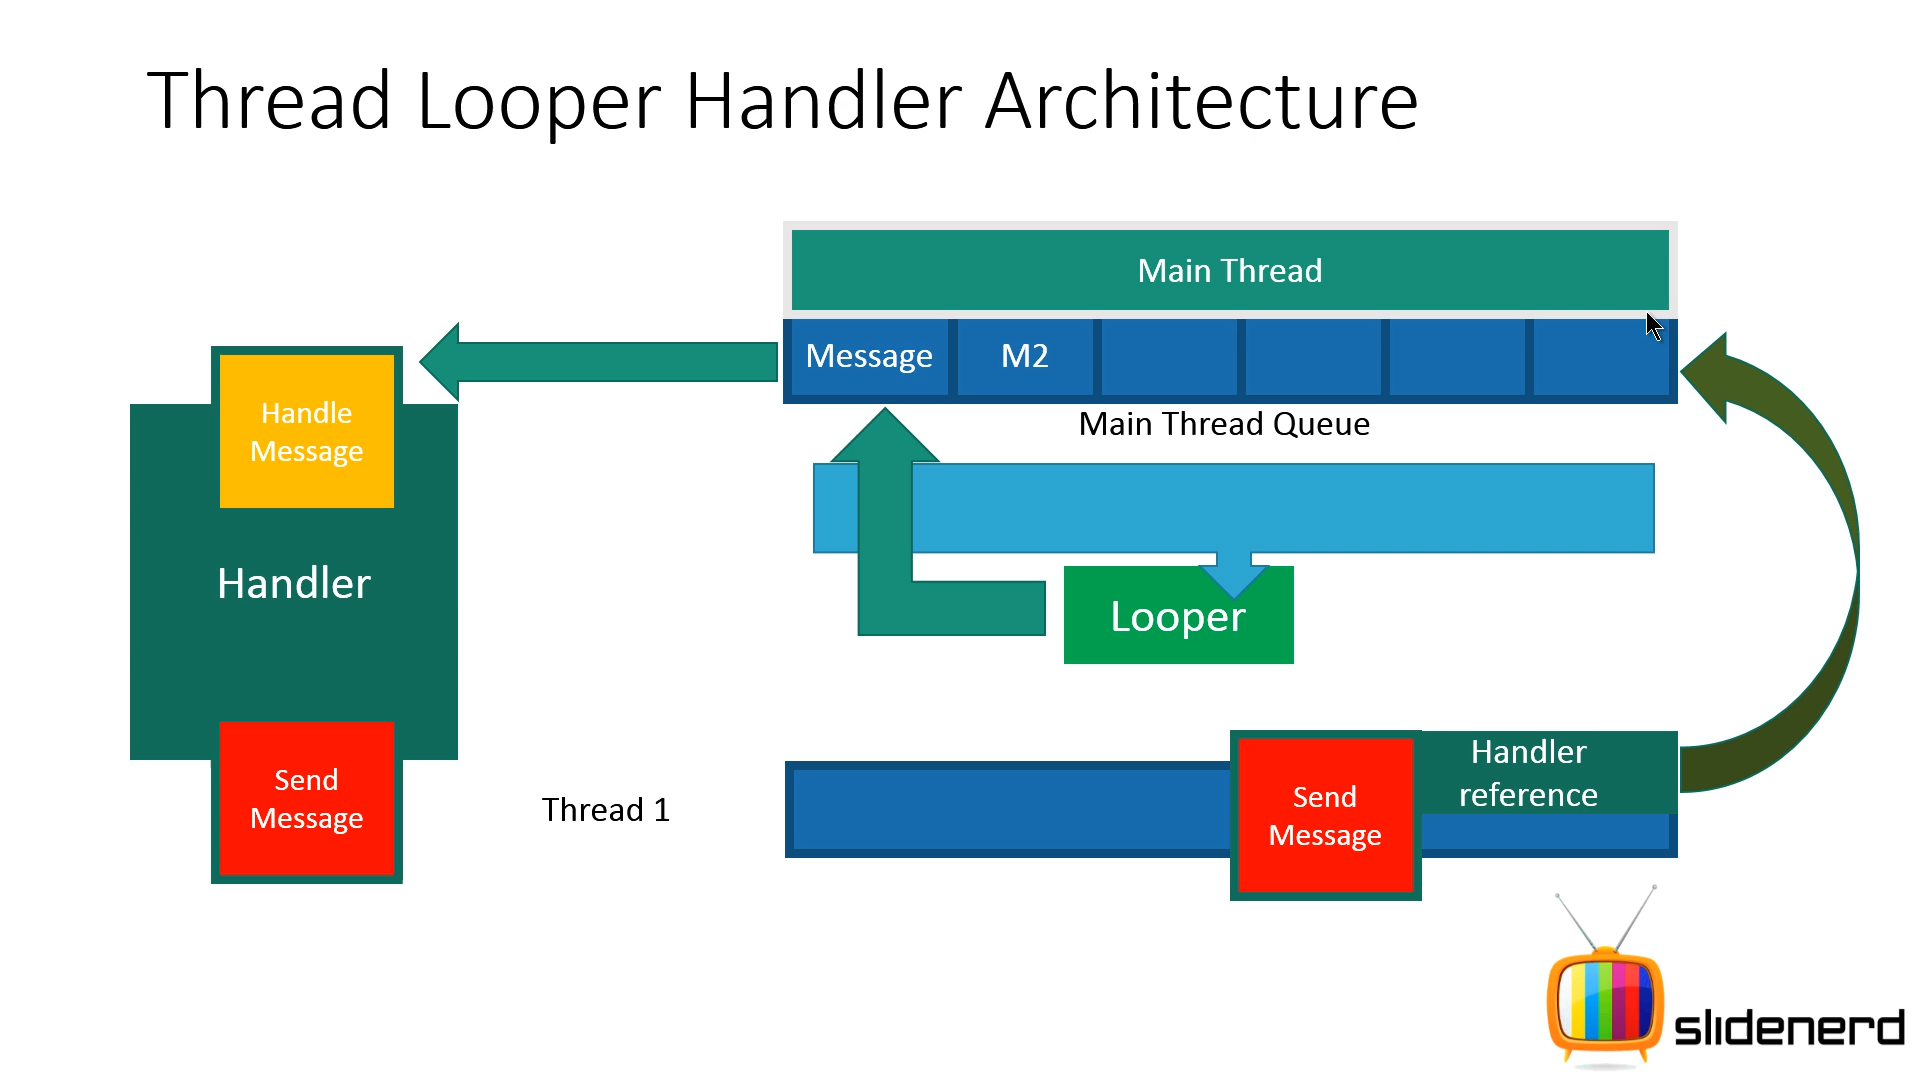 Thread Looper Handler Architecture
Main Thread
Message
M2
Main Thread Queue
Handle
Message
Handler
Send
Message
Looper
Thread 1
Send
Message
Handler
reference
slidenerd